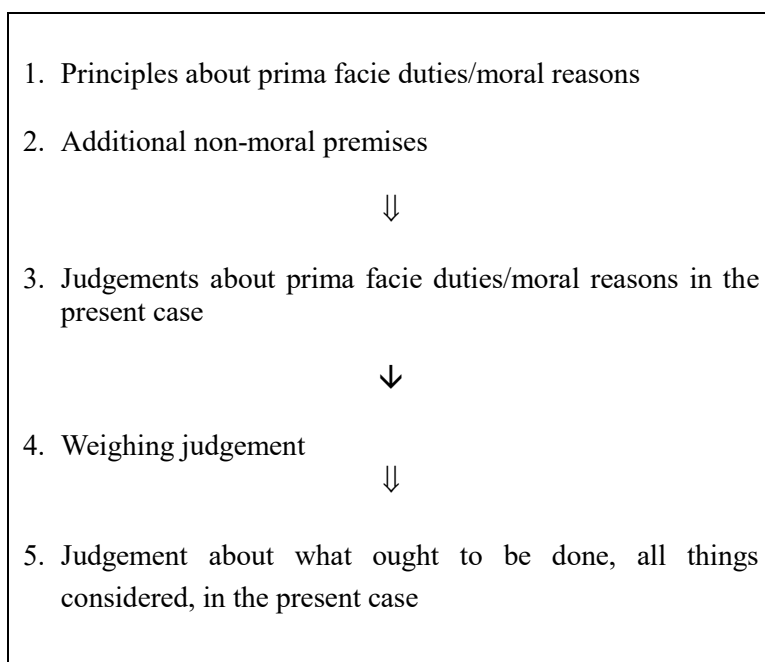 1. Principles about prima facie duties/moral reasons
2. Additional non-moral premises
⇓
3. Judgements about prima facie duties/moral reasons in the
present case
↓
4. Weighing judgement
⇓
5. Judgement about what ought to be done, all things
considered, in the present case